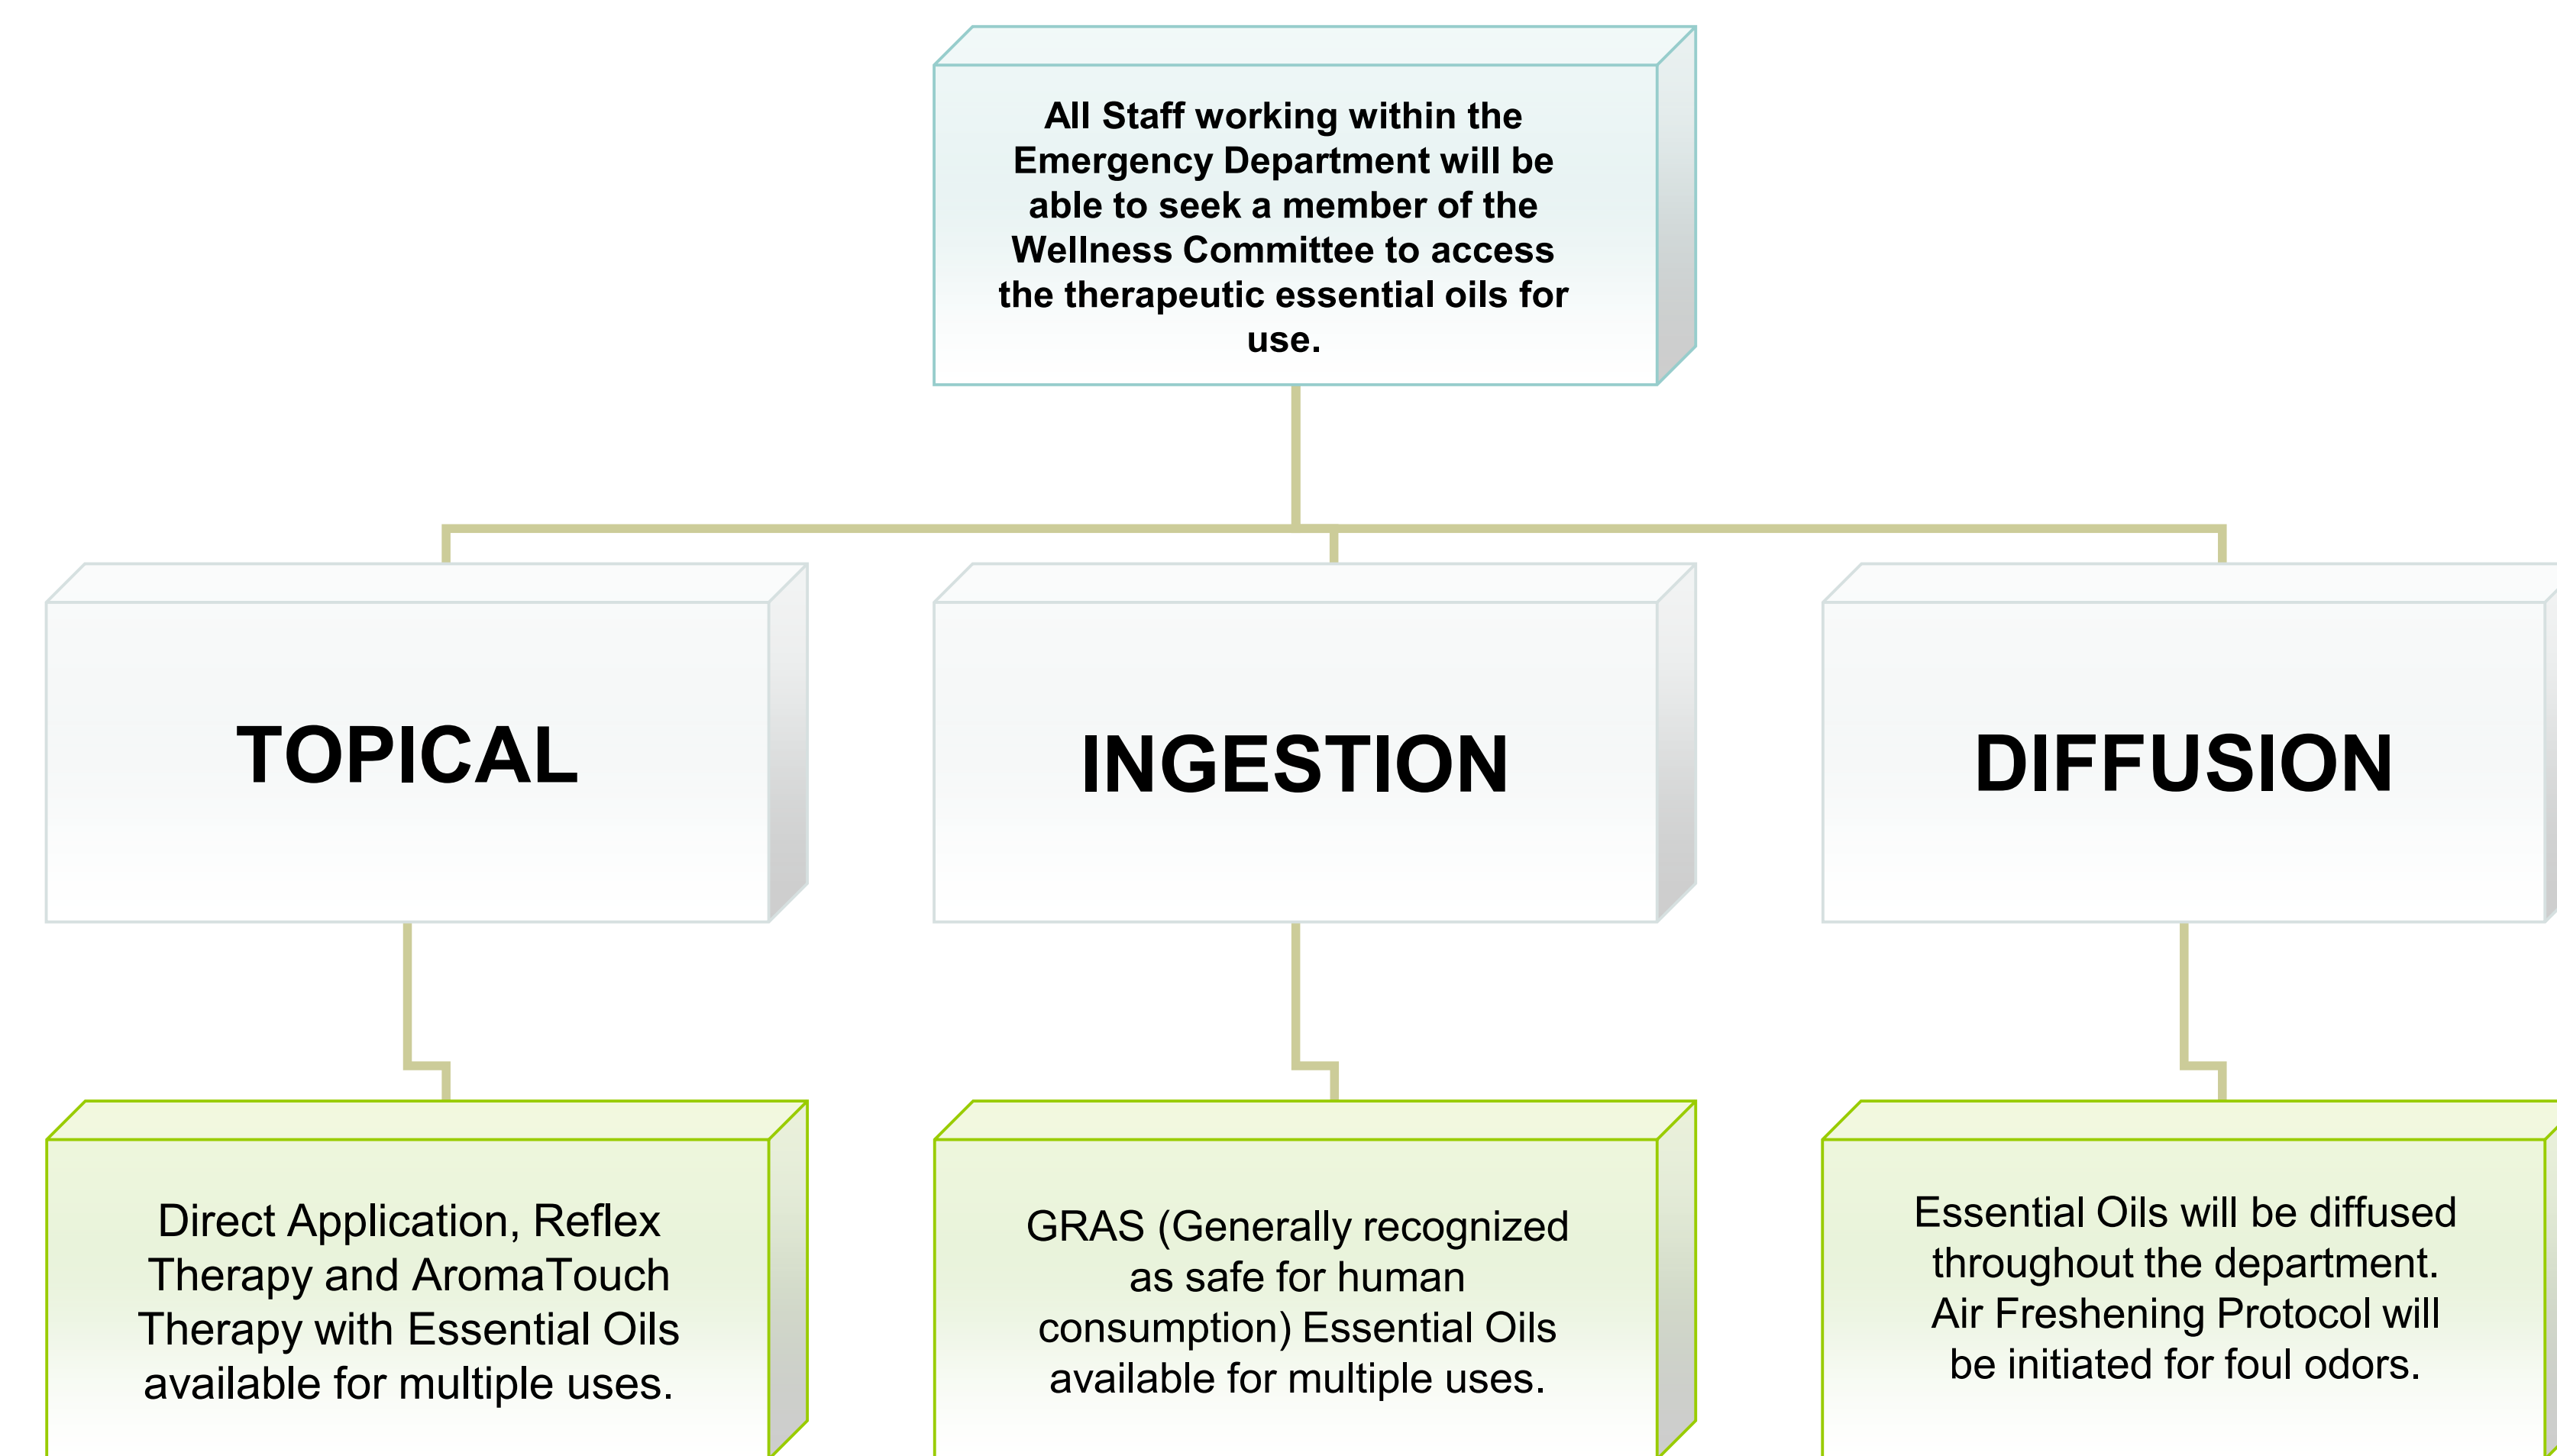 All Staff working within the
Emergency Department will be
able to seek a member of the
Wellness Committee to access
the therapeutic essential oils for
use.
TOPICAL
INGESTION
DIFFUSION
Direct Application, Reflex
Therapy and AromaTouch
Therapy with Essential Oils
available for multiple uses.
GRAS (Generally recognized
as safe for human
consumption) Essential Oils
available for multiple uses.
Essential Oils will be diffused
throughout the department.
Air Freshening Protocol will
be initiated for foul odors.